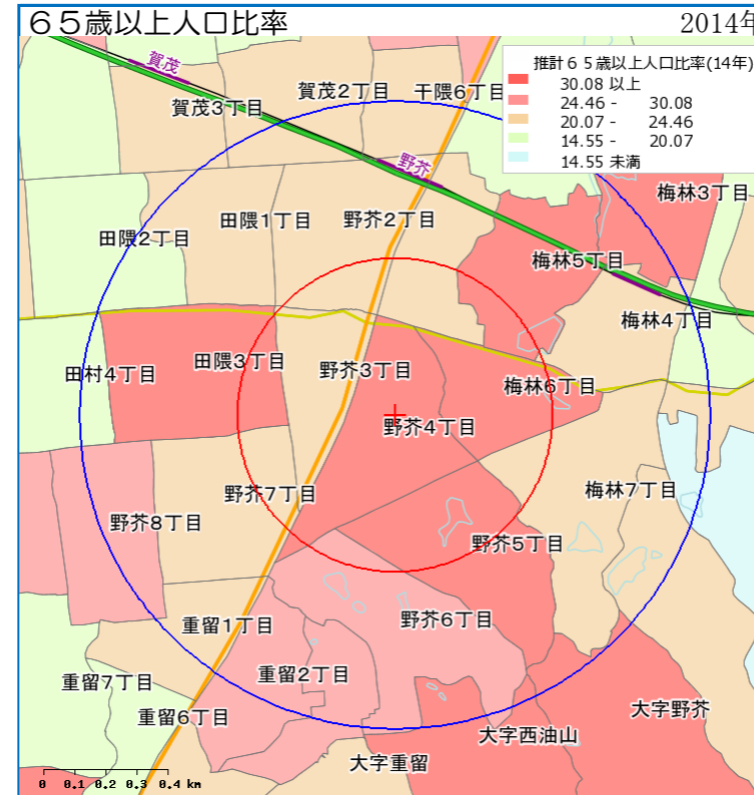 ６５歳以上人口比率
2014年
推計６５歳以上人口比率(14年)
30.08 以上
24.46 - 30.08
20.07 - 24.46
14.55 - 20.07
14.55 未満
賀茂
賀茂２丁目
干隈６丁目
賀茂３丁目
野芥
梅林３丁目
田隈１丁目
野芥２丁目
田隈２丁目
梅林５丁目
梅林４丁目
田隈３丁目
野芥３丁目
田村４丁目
梅林６丁目
野芥４丁目
野芥７丁目
梅林７丁目
野芥８丁目
野芥５丁目
野芥６丁目
重留１丁目
重留２丁目
重留７丁目
大字野芥
重留６丁目
大字西油山
大字重留
0 0.1 0.2 0.3 0.4 km